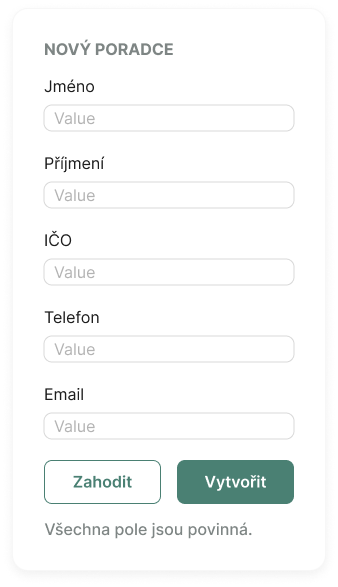 NOVÝ PORADCE
Jméno
Value
Příjmení
Value
IČO
Value
Telefon
Value
Email
Value
Zahodit Vytvořit
Všechna pole jsou povinná.